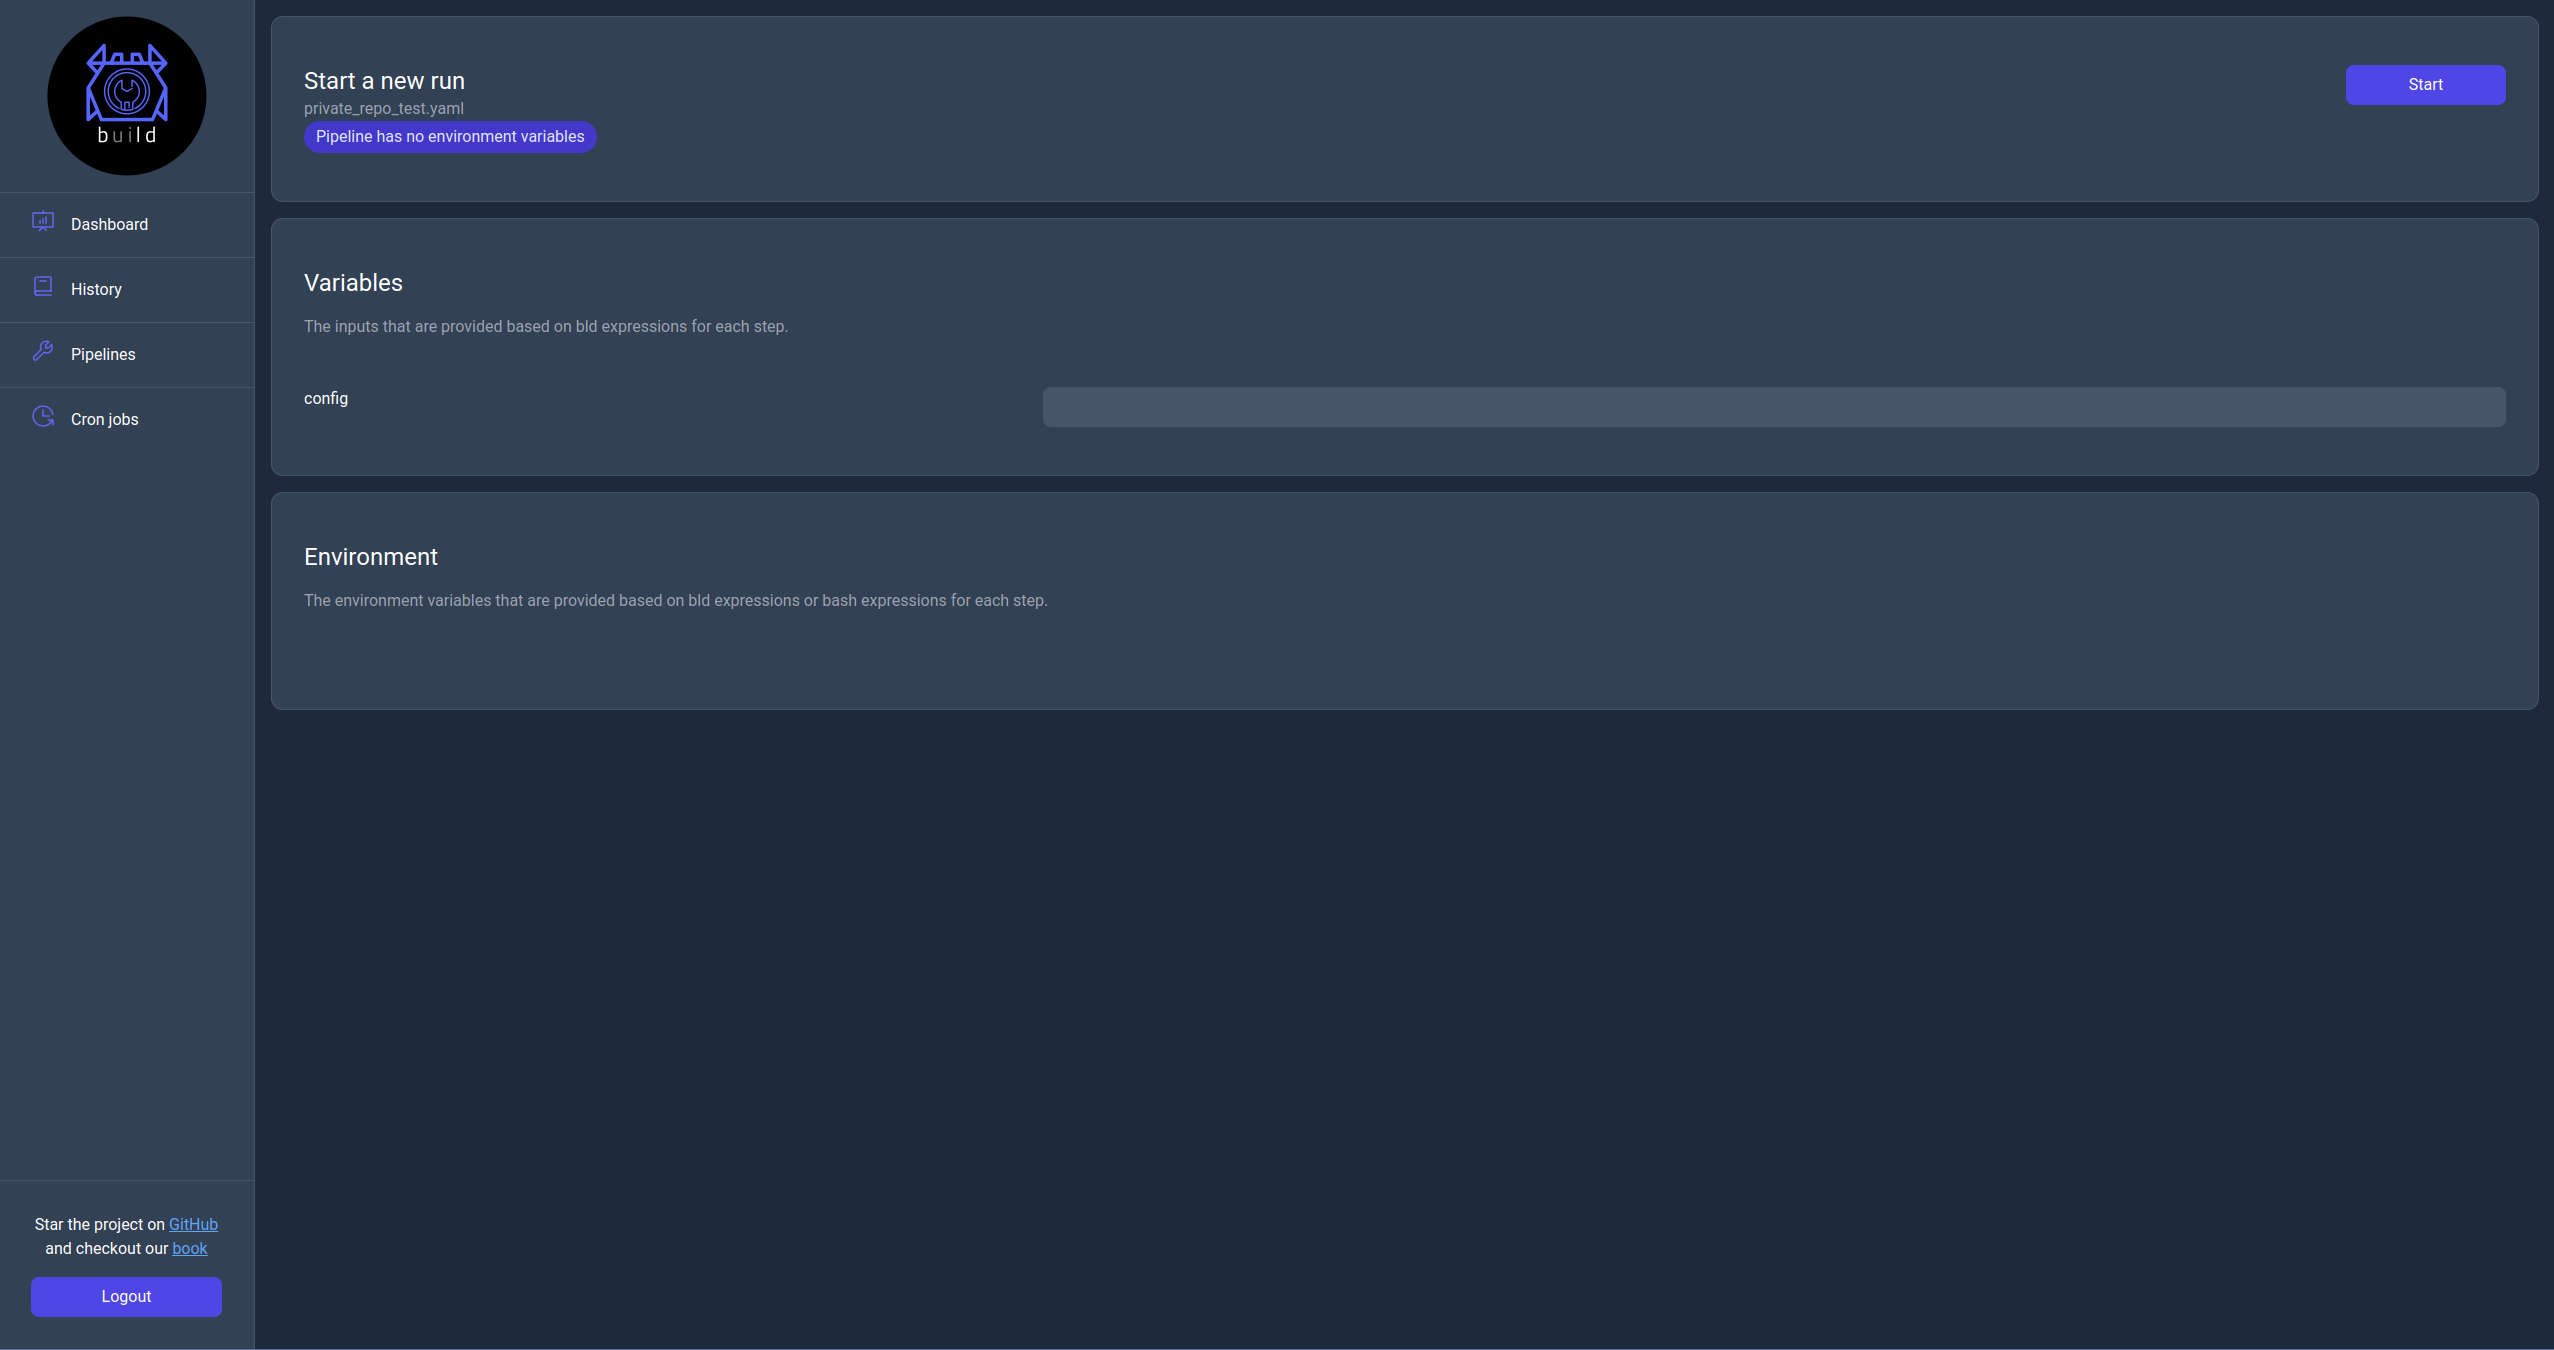 build
Dashboard
History
Pipelines
Cron jobs
Star the project on GitHub
and checkout our book
Logout
Start a new run
private_repo_test.yaml
Pipeline has no environment variables
Start
Variables
The inputs that are provided based on bld expressions for each step.
config
Environment
The environment variables that are provided based on bld expressions or bash expressions for each step.